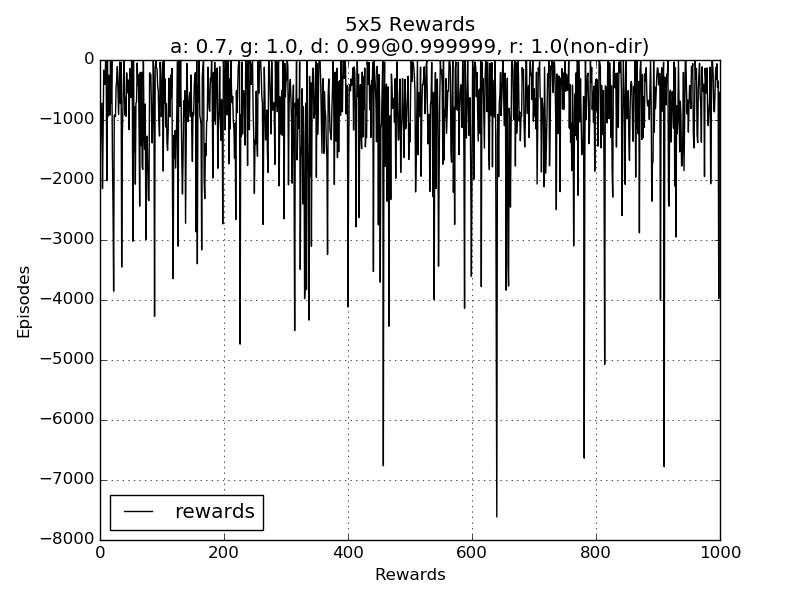 5x5 Rewards
a: 0.7, g: 1.0, d: 0.99@0.999999, r: 1.0(non-dir)
0
−1000
−2000
−3000
−4000
−5000
−6000
−7000
−8000
Episodes
rewards
0 200 400 600 800 1000
Rewards